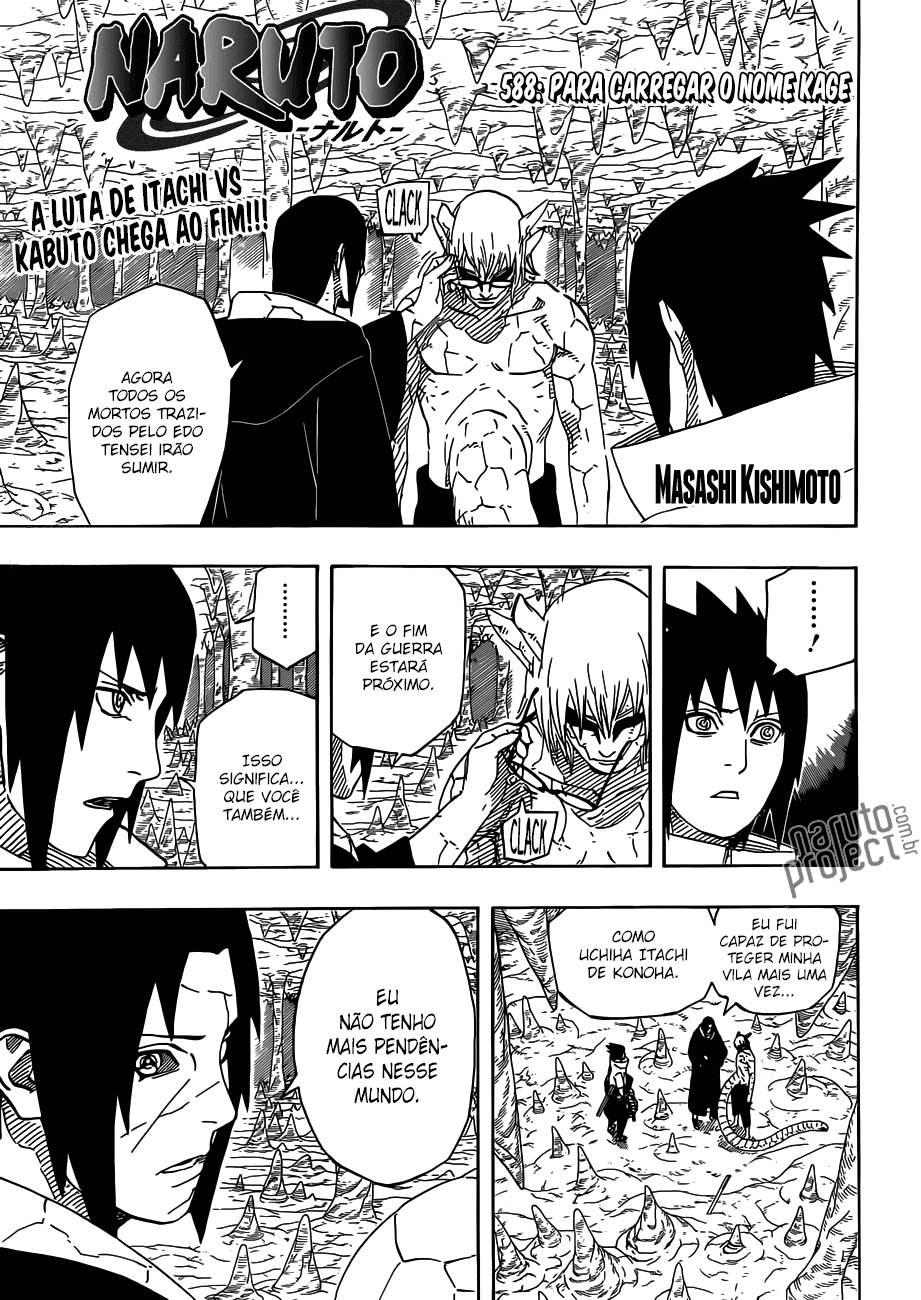 NARUTO
-ナルト-
588: PARA CARREGAR O NOME KAGE
A LUTA DE ITACHI VS
KABUTO CHEGA AO FIM!!!
CLACK
AGORA
TODOS OS
MORTOS TRAZI-
DOS PELO EDO
TENSEI IRÃO
SUMIR.
MASASHI KISHIMOTO
......!
E O FIM
DA GUERRA
ESTARÁ
PRÓXIMO.
CLACK
........
ISSO
SIGNIFICA...
QUE VOCÊ
TAMBÉM...
naruto
project.com.br
EU FUI
CAPAZ DE PRO-
TEGER MINHA
VILA MAIS UMA
VEZ...
COMO
UCHIHA ITACHI
DE KONOHA.
EU
NÃO TENHO
MAIS PENDÊN-
CIAS NESSE
MUNDO.